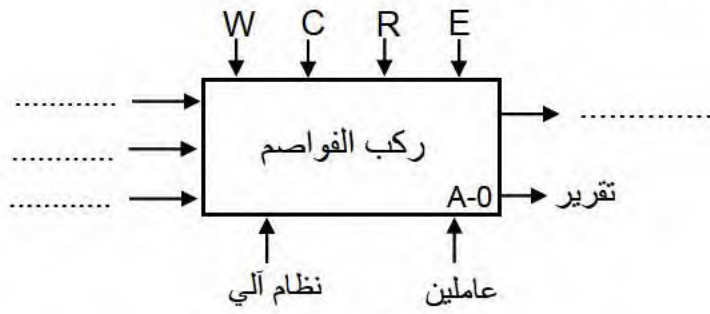 W C R E
............ .............
ركب الفواصم
............
............ A-0 تقرير
نظام آلي عاملين